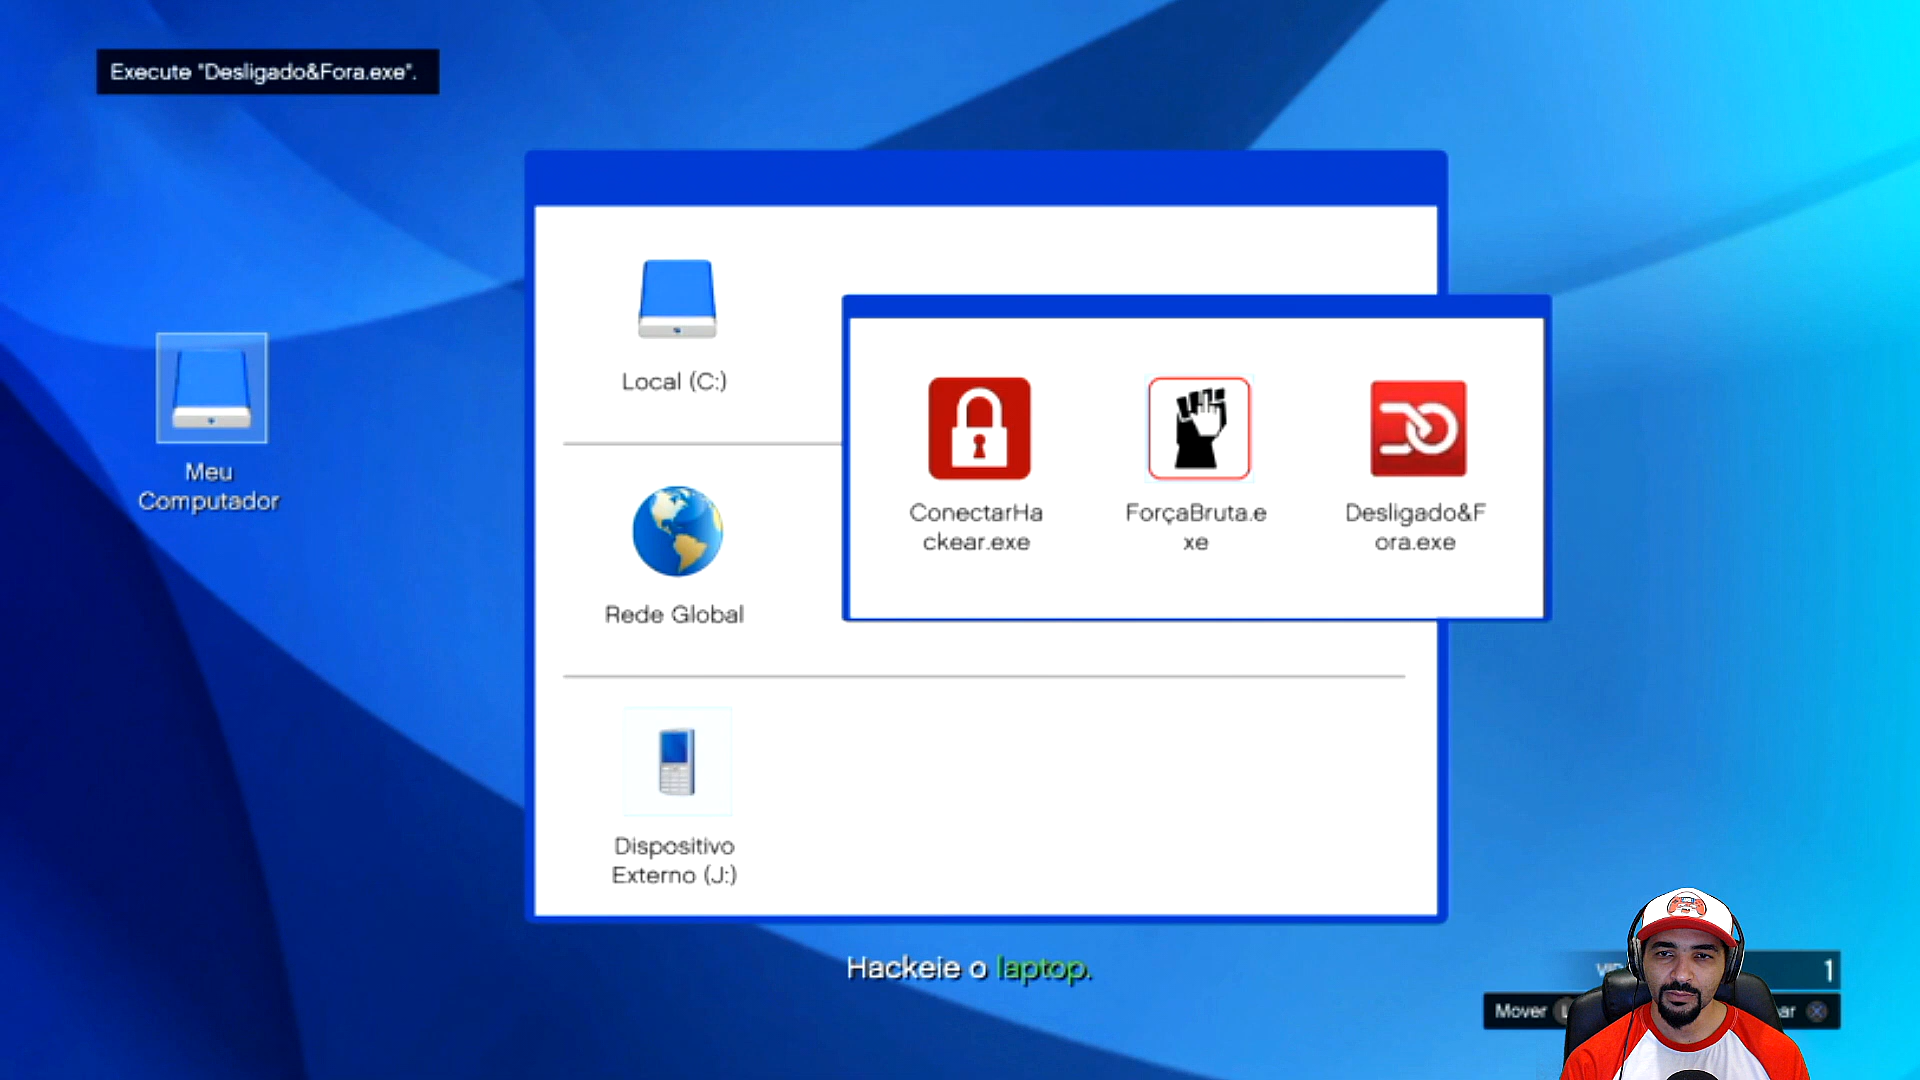 Execute "Desligado&Fora.exe".
Local (C:)
Meu
Computador
ConectarHa
ckear.exe
ForçaBruta.e
xe
Desligado&F
ora.exe
Rede Global
Dispositivo
Externo (J:)
Hackeie o laptop.
1
Mover